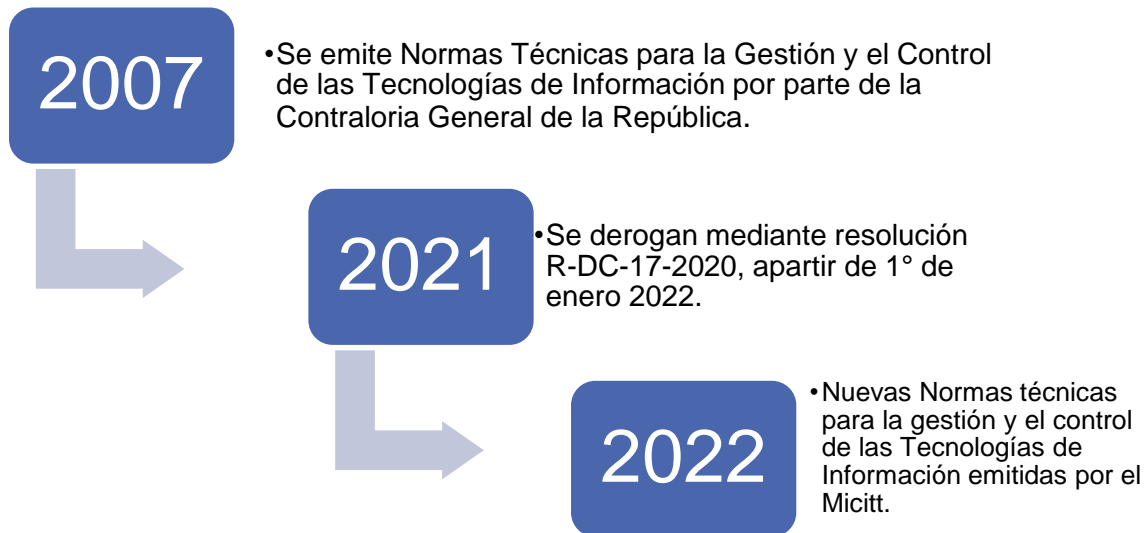 2007
•Se emite Normas Técnicas para la Gestión y el Control
de las Tecnologías de Información por parte de la
Contraloria General de la República.
2021
•Se derogan mediante resolución
R-DC-17-2020, apartir de 1° de
enero 2022.
2022
•Nuevas Normas técnicas
para la gestión y el control
de las Tecnologías de
Información emitidas por el
Micitt.